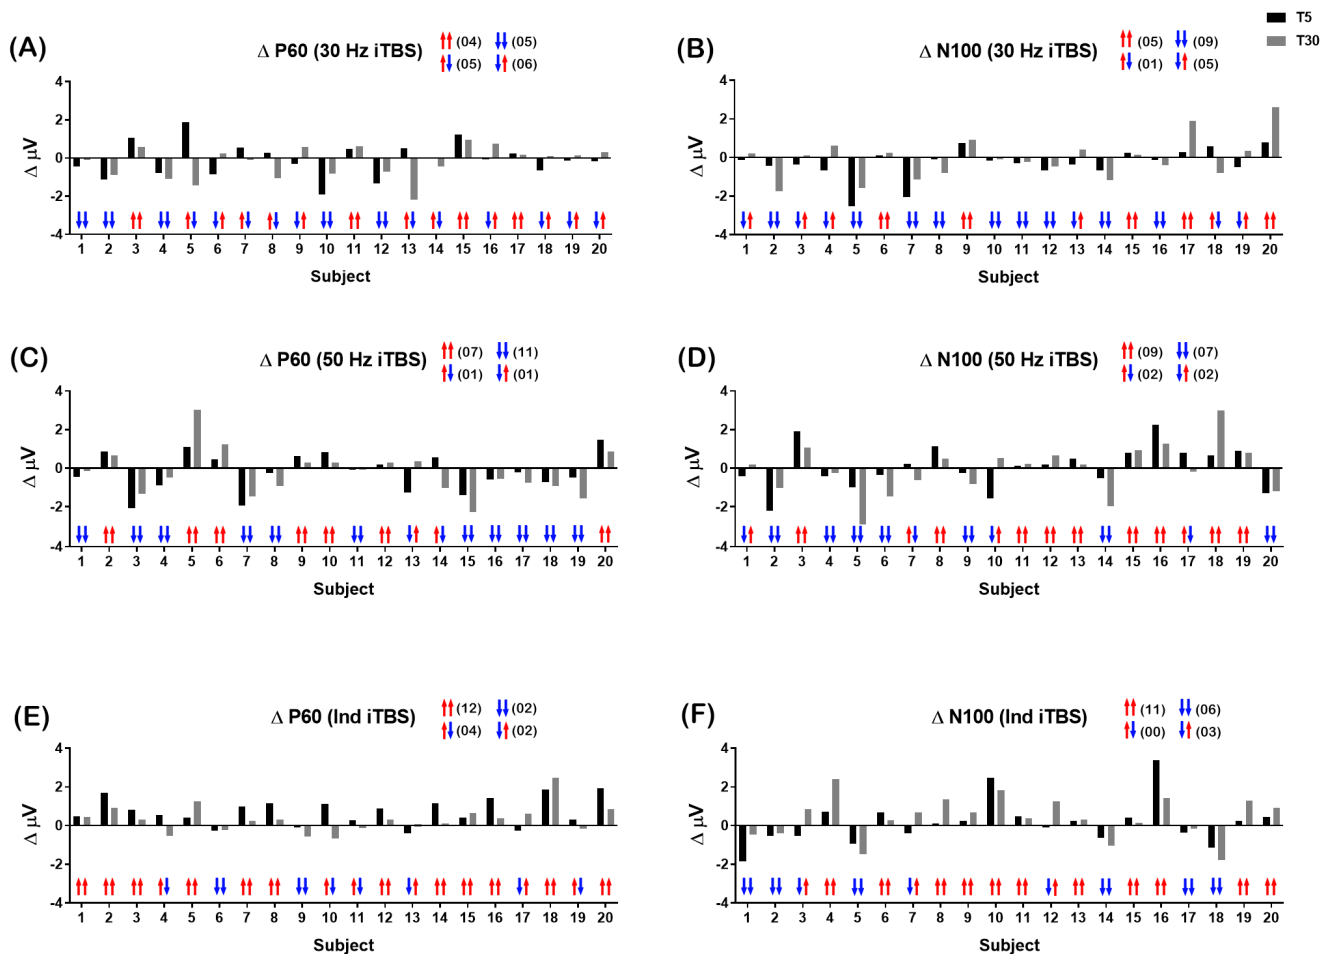 T5
T30
(A) Δ P60 (30 Hz iTBS) ↑↑ (04) ↓↓ (05)
↑↓ (05) ↓↑ (06)
4
2
0
-2
-4
Δ µV
1 2 3 4 5 6 7 8 9 10 11 12 13 14 15 16 17 18 19 20
Subject
(B) Δ N100 (30 Hz iTBS) ↑↑ (05) ↓↓ (09)
↑↓ (01) ↓↑ (05)
4
2
0
-2
-4
Δ µV
1 2 3 4 5 6 7 8 9 10 11 12 13 14 15 16 17 18 19 20
Subject
(C) Δ P60 (50 Hz iTBS) ↑↑ (07) ↓↓ (11)
↑↓ (01) ↓↑ (01)
4
2
0
-2
-4
Δ µV
1 2 3 4 5 6 7 8 9 10 11 12 13 14 15 16 17 18 19 20
Subject
(D) Δ N100 (50 Hz iTBS) ↑↑ (09) ↓↓ (07)
↑↓ (02) ↓↑ (02)
4
2
0
-2
-4
Δ µV
1 2 3 4 5 6 7 8 9 10 11 12 13 14 15 16 17 18 19 20
Subject
(E) Δ P60 (Ind iTBS) ↑↑ (12) ↓↓ (02)
↑↓ (04) ↓↑ (02)
4
2
0
-2
-4
Δ µV
1 2 3 4 5 6 7 8 9 10 11 12 13 14 15 16 17 18 19 20
Subject
(F) Δ N100 (Ind iTBS) ↑↑ (11) ↓↓ (06)
↑↓ (00) ↓↑ (03)
4
2
0
-2
-4
Δ µV
1 2 3 4 5 6 7 8 9 10 11 12 13 14 15 16 17 18 19 20
Subject